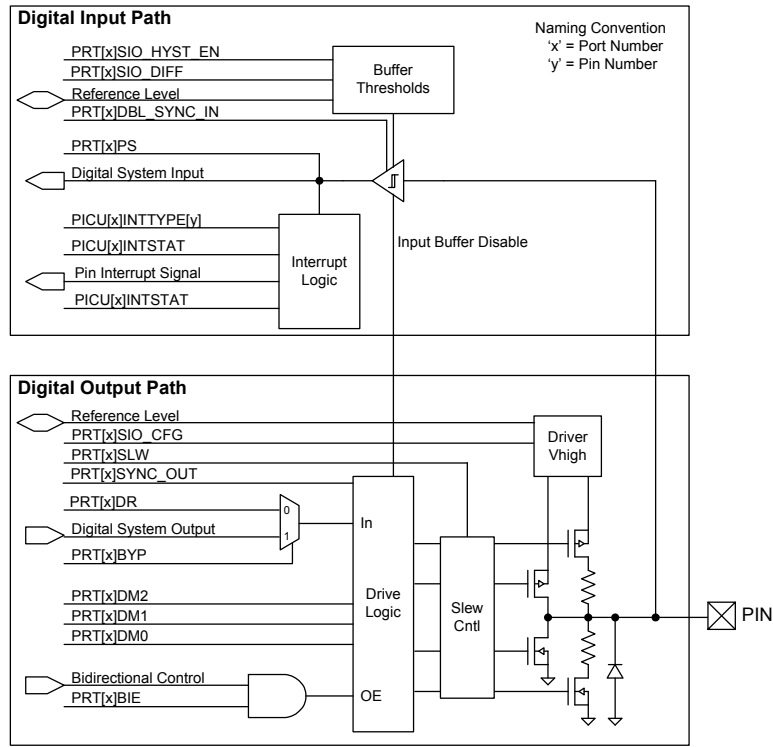 Digital Input Path
Naming Convention
'x' = Port Number
'y' = Pin Number
PRT[x]SIO_HYST_EN
PRT[x]SIO_DIFF
Reference Level
PRT[x]DBL_SYNC_IN
Buffer
Thresholds
PRT[x]PS
Digital System Input
PICU[x]INTTYPE[y]
PICU[x]INTSTAT
Pin Interrupt Signal
PICU[x]INTSTAT
Interrupt
Logic
Input Buffer Disable
Digital Output Path
Reference Level
PRT[x]SIO_CFG
PRT[x]SLW
PRT[x]SYNC_OUT
Driver
Vhigh
PRT[x]DR
Digital System Output
PRT[x]BYP
0
1
In
PRT[x]DM2
PRT[x]DM1
PRT[x]DM0
Drive
Logic
Slew
Cntl
PIN
Bidirectional Control
PRT[x]BIE
OE